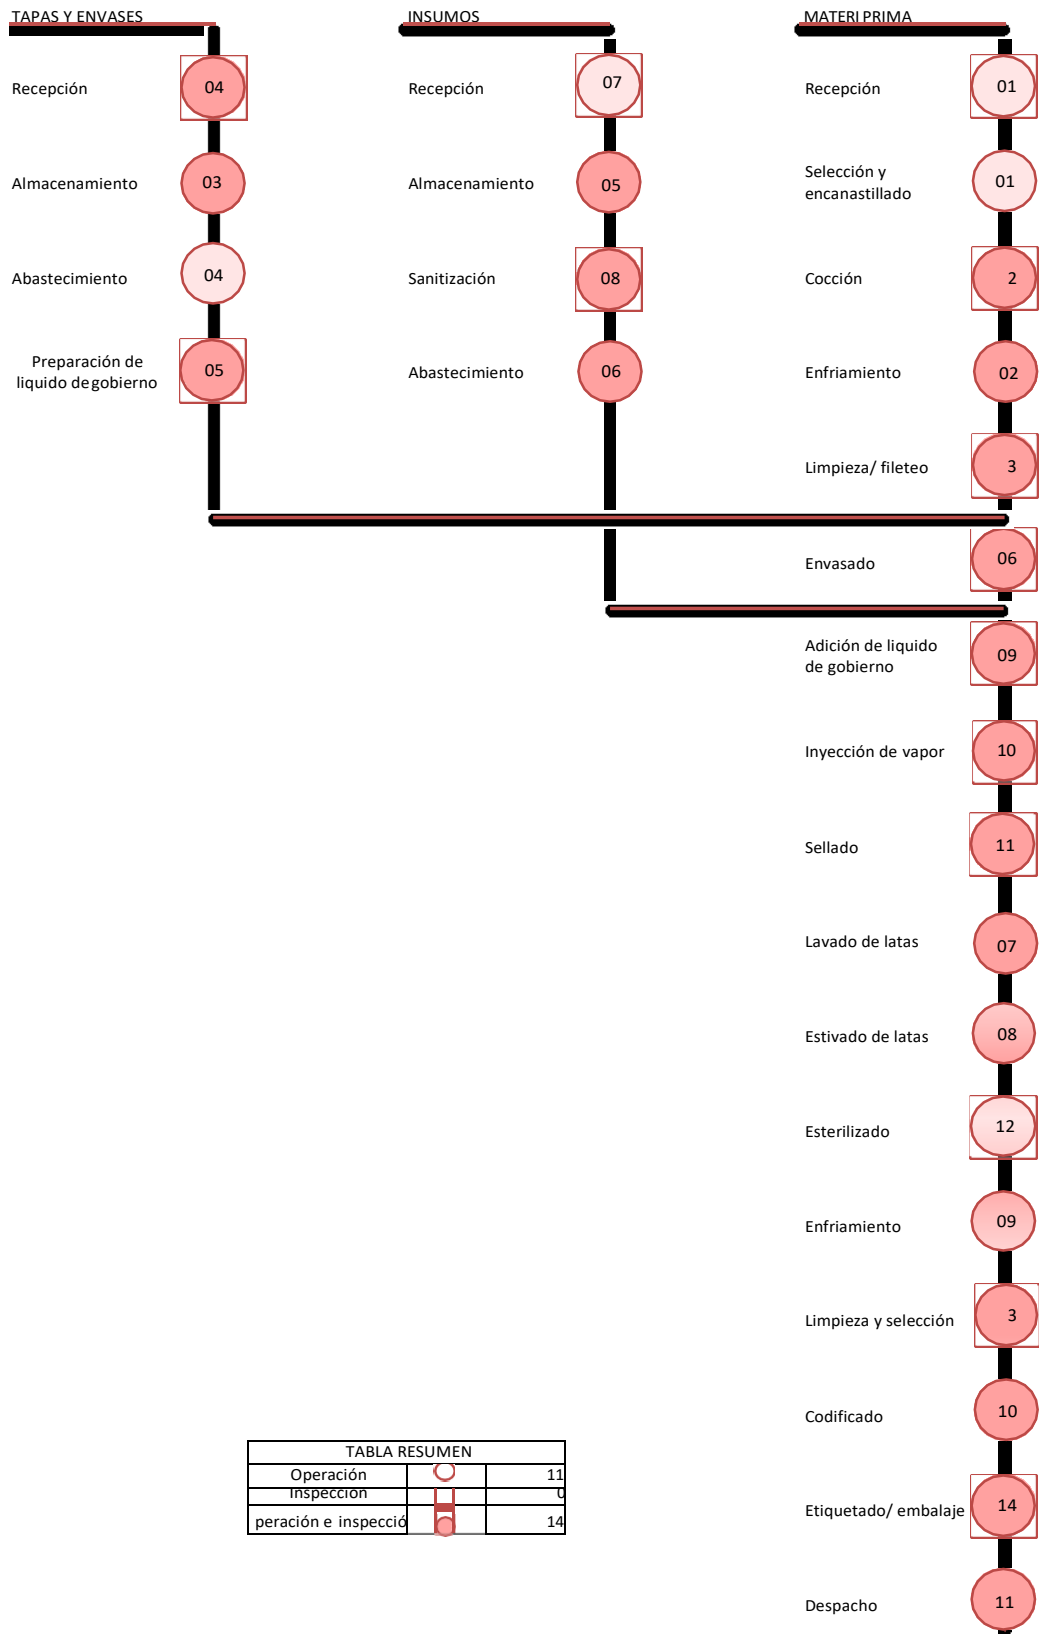 TAPAS Y ENVASES
Recepción
04
Almacenamiento
03
Abastecimiento
04
Preparación de
liquido de gobierno
05
INSUMOS
Recepción
07
Almacenamiento
05
Sanitización
08
Abastecimiento
06
MATERI PRIMA
Recepción
01
Selección y
encanastillado
01
Cocción
2
Enfriamiento
02
Limpieza/ fileteo
3
Envasado
06
Adición de liquido
de gobierno
09
Inyección de vapor
10
Sellado
11
Lavado de latas
07
Estivado de latas
08
Esterilizado
12
Enfriamiento
09
Limpieza y selección
3
Codificado
10
Etiquetado/ embalaje
14
Despacho
11
TABLA RESUMEN
Operación 11
Inspección 0
peración e inspecció 14